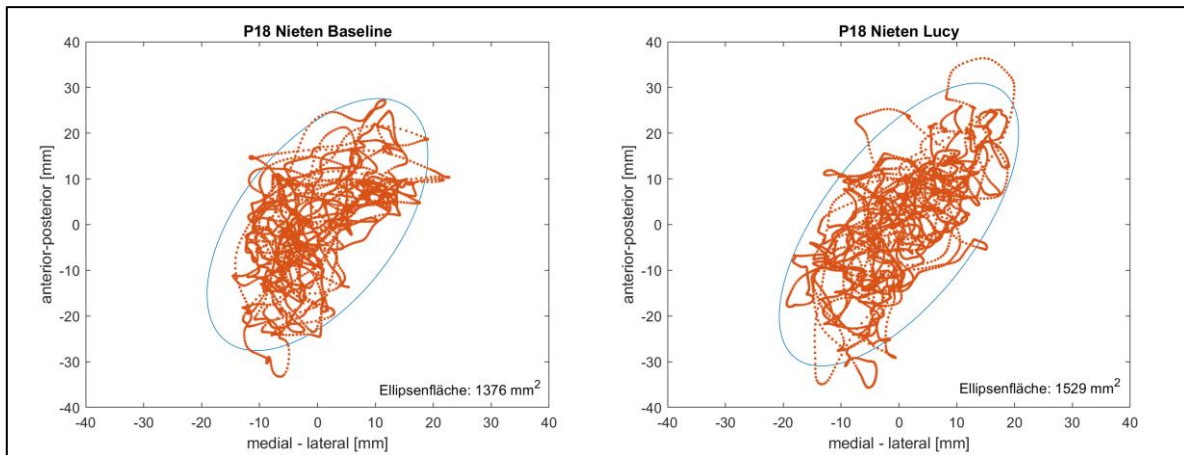 P18 Nieten Baseline
40
30
20
10
0
-10
-20
-30
-40
anterior-posterior [mm]
Ellipsenfläche: 1376 mm²
-40 -30 -20 -10 0 10 20 30 40
medial - lateral [mm]
P18 Nieten Lucy
40
30
20
10
0
-10
-20
-30
-40
anterior-posterior [mm]
Ellipsenfläche: 1529 mm²
-40 -30 -20 -10 0 10 20 30 40
medial - lateral [mm]